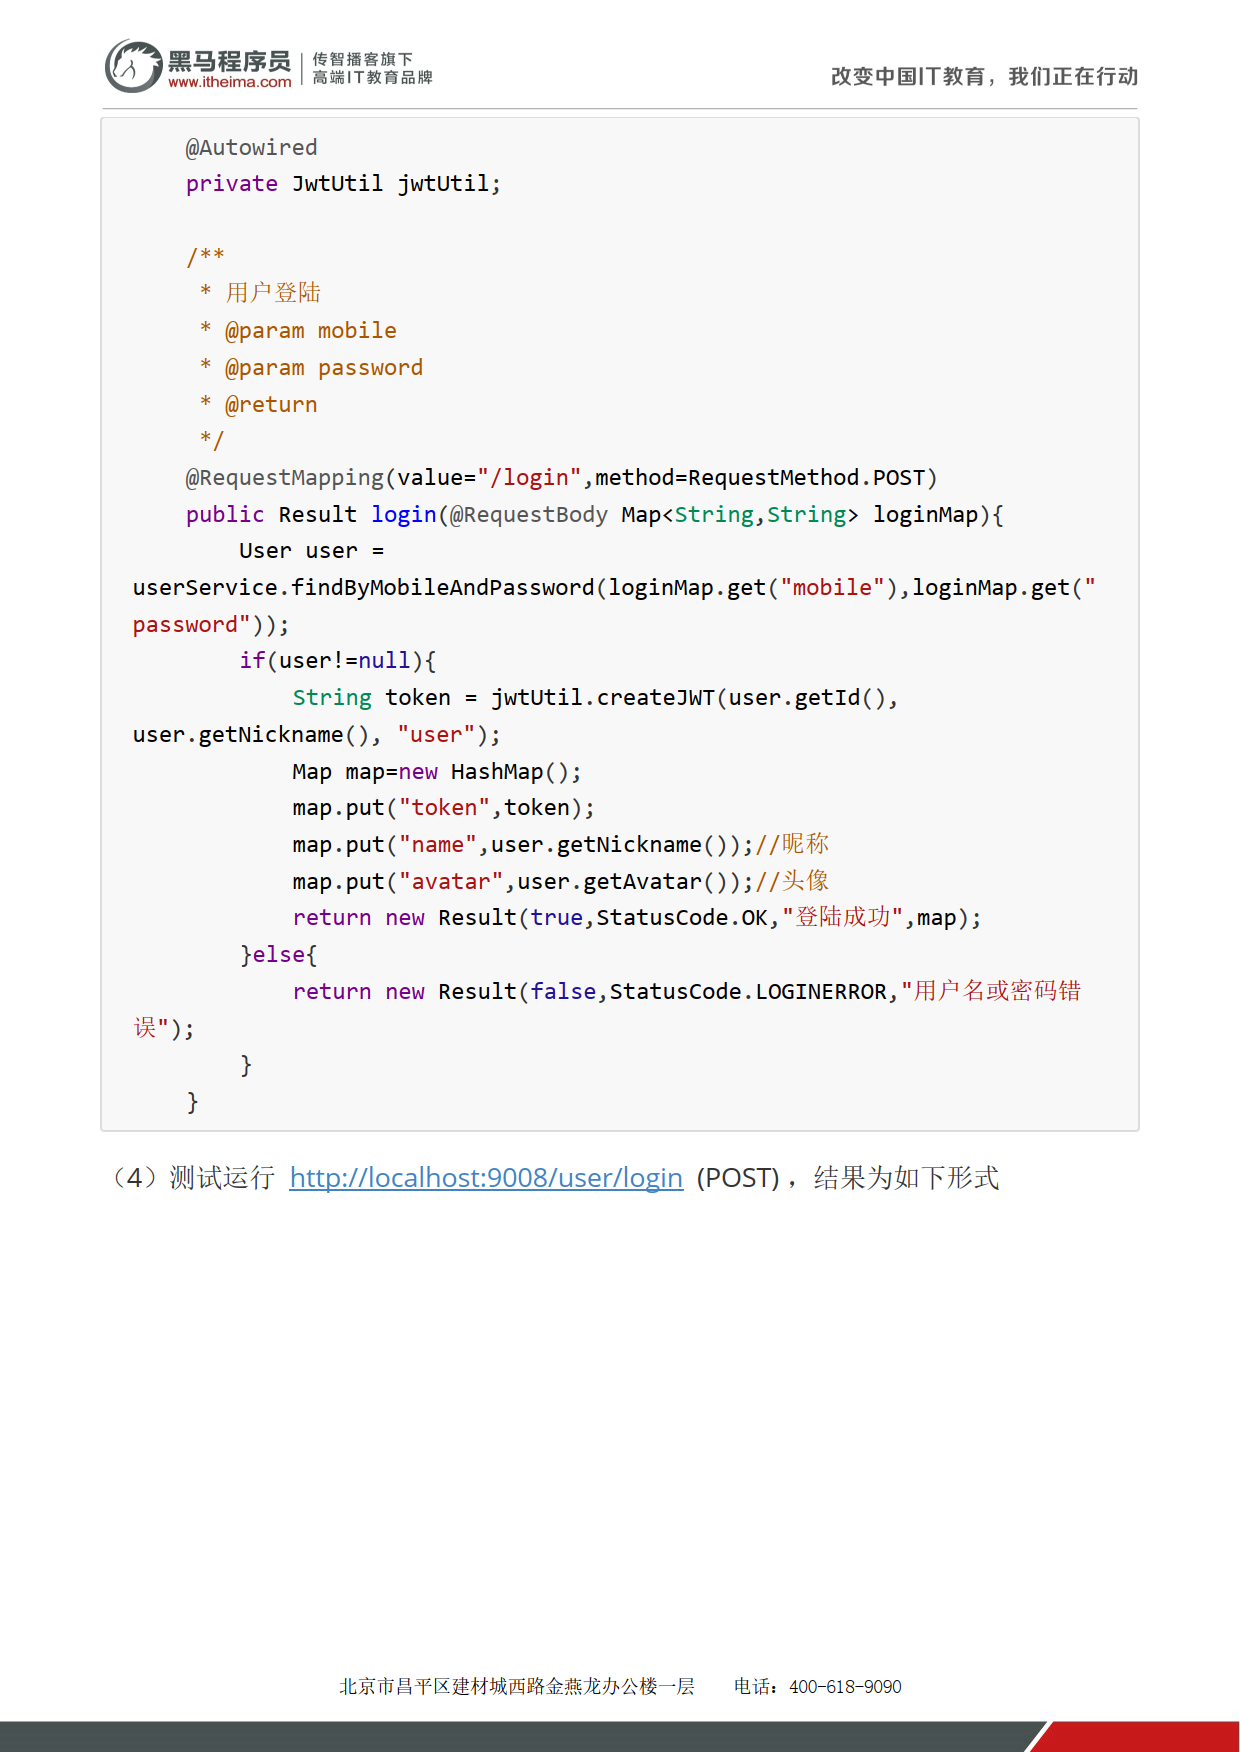 黑马程序员
www.itheima.com
传智播客旗下
高端IT教育品牌
改变中国IT教育，我们正在行动
    @Autowired
    private JwtUtil jwtUtil;

    /**
     * 用户登陆
     * @param mobile
     * @param password
     * @return
     */
    @RequestMapping(value="/login",method=RequestMethod.POST)
    public Result login(@RequestBody Map<String,String> loginMap){
        User user =
userService.findByMobileAndPassword(loginMap.get("mobile"),loginMap.get("
password"));
        if(user!=null){
            String token = jwtUtil.createJWT(user.getId(),
user.getNickname(), "user");
            Map map=new HashMap();
            map.put("token",token);
            map.put("name",user.getNickname());//昵称
            map.put("avatar",user.getAvatar());//头像
            return new Result(true,StatusCode.OK,"登陆成功",map);
        }else{
            return new Result(false,StatusCode.LOGINERROR,"用户名或密码错
误");
        }
    }
（4）测试运行 http://localhost:9008/user/login (POST) ，结果为如下形式
北京市昌平区建材城西路金燕龙办公楼一层 电话：400-618-9090